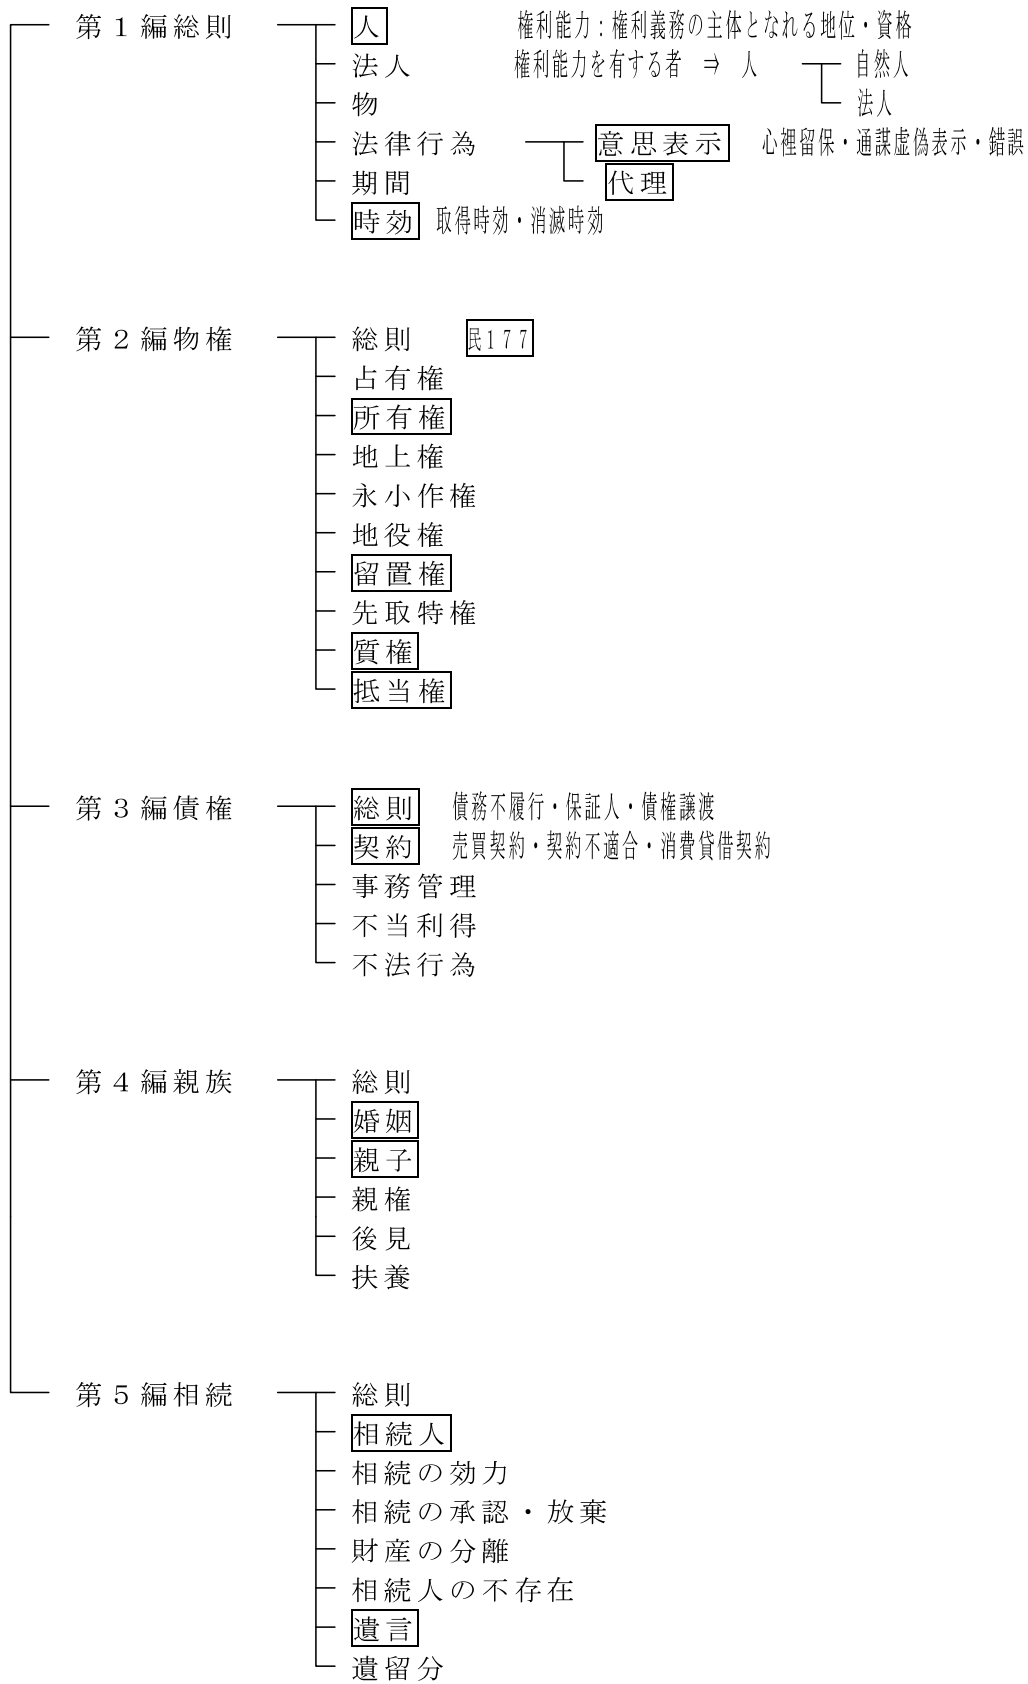 第１編総則 人 権利能力：権利義務の主体となれる地位・資格
法人 権利能力を有する者 ⇒ 人 自然人
物 法人
法律行為 意思表示 心裡留保・通謀虚偽表示・錯誤
期間 代理
時効 取得時効・消滅時効
第２編物権 総則 民１７７
占有権
所有権
地上権
永小作権
地役権
留置権
先取特権
質権
抵当権
第３編債権 総則 債務不履行・保証人・債権譲渡
契約 売買契約・契約不適合・消費貸借契約
事務管理
不当利得
不法行為
第４編親族 総則
婚姻
親子
親権
後見
扶養
第５編相続 総則
相続人
相続の効力
相続の承認・放棄
財産の分離
相続人の不存在
遺言
遺留分